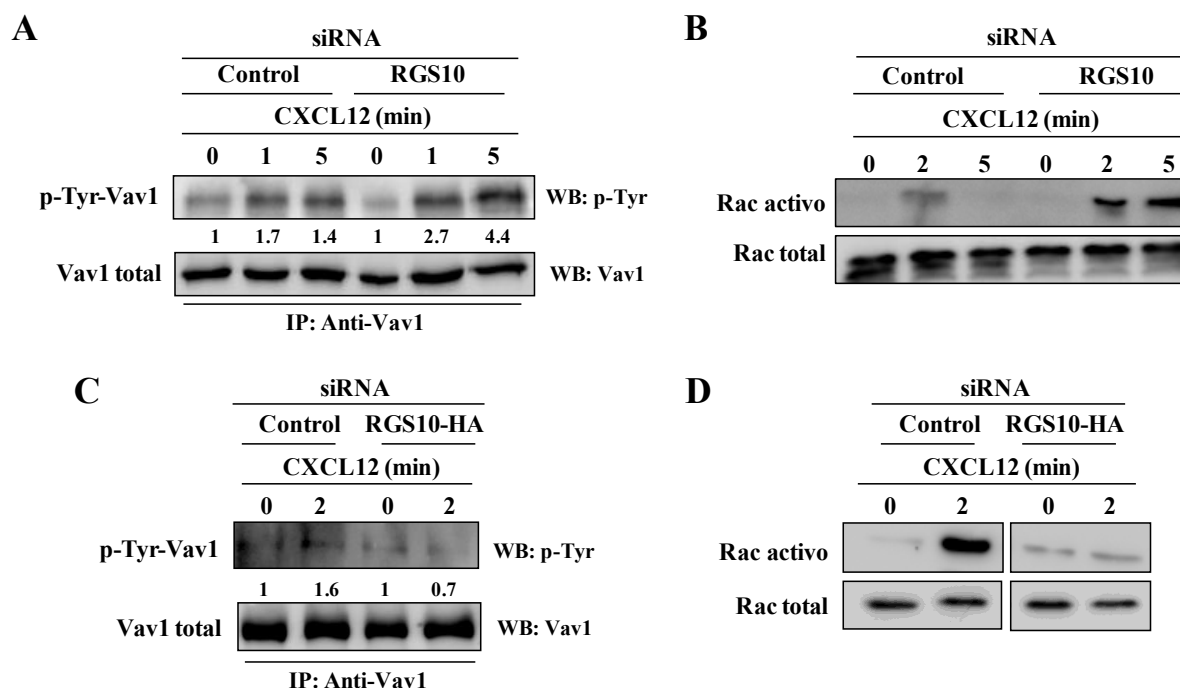 A
siRNA
Control RGS10
CXCL12 (min)
0 1 5 0 1 5
p-Tyr-Vav1 WB: p-Tyr
1 1.7 1.4 1 2.7 4.4
Vav1 total WB: Vav1
IP: Anti-Vav1
B
siRNA
Control RGS10
CXCL12 (min)
0 2 5 0 2 5
Rac activo
Rac total
C
siRNA
Control RGS10-HA
CXCL12 (min)
0 2 0 2
p-Tyr-Vav1 WB: p-Tyr
1 1.6 1 0.7
Vav1 total WB: Vav1
IP: Anti-Vav1
D
siRNA
Control RGS10-HA
CXCL12 (min)
0 2 0 2
Rac activo
Rac total